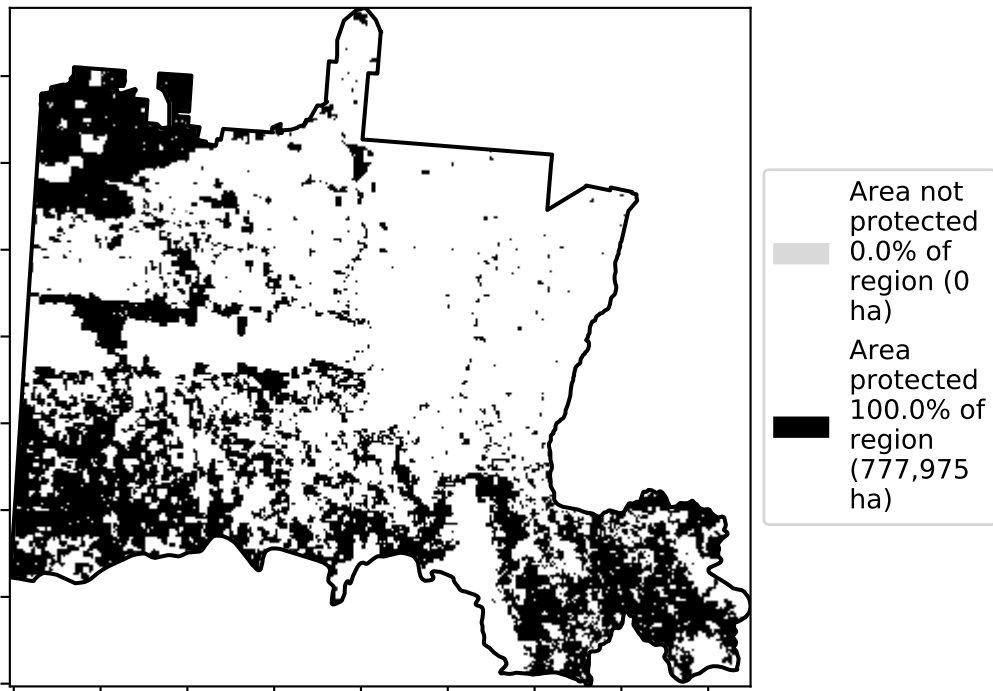 Area not
protected
0.0% of
region (0
ha)
Area
protected
100.0% of
region
(777,975
ha)